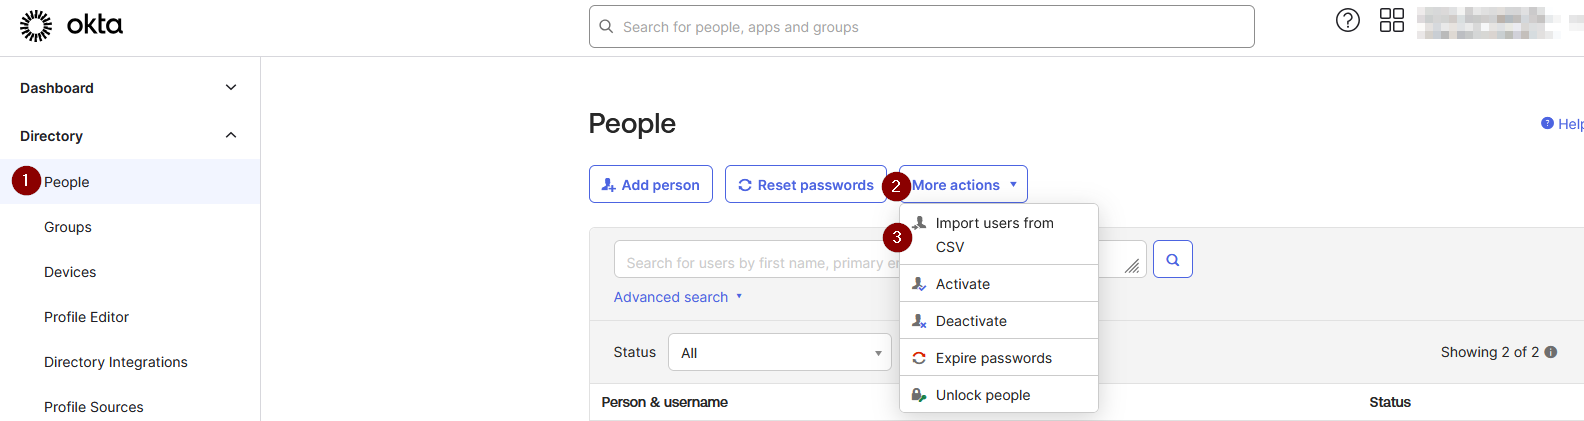 okta
Search for people, apps and groups
Dashboard
Directory
1 People
Groups
Devices
Profile Editor
Directory Integrations
Profile Sources
People
Help
Add person
Reset passwords
2 More actions
3 Import users from
CSV
Activate
Deactivate
Expire passwords
Unlock people
Search for users by first name, primary
Advanced search
Status All
Showing 2 of 2
Person & username Status